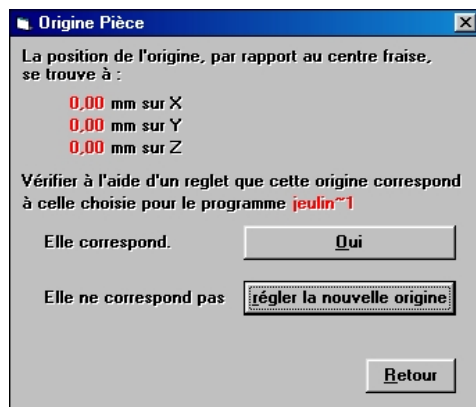 Origine Pièce
La position de l'origine, par rapport au centre fraise,
se trouve à :
0,00 mm sur X
0,00 mm sur Y
0,00 mm sur Z
Vérifier à l'aide d'un reglet que cette origine correspond
à celle choisie pour le programme jeulin~1
Elle correspond.
Oui
Elle ne correspond pas
régler la nouvelle origine
Retour